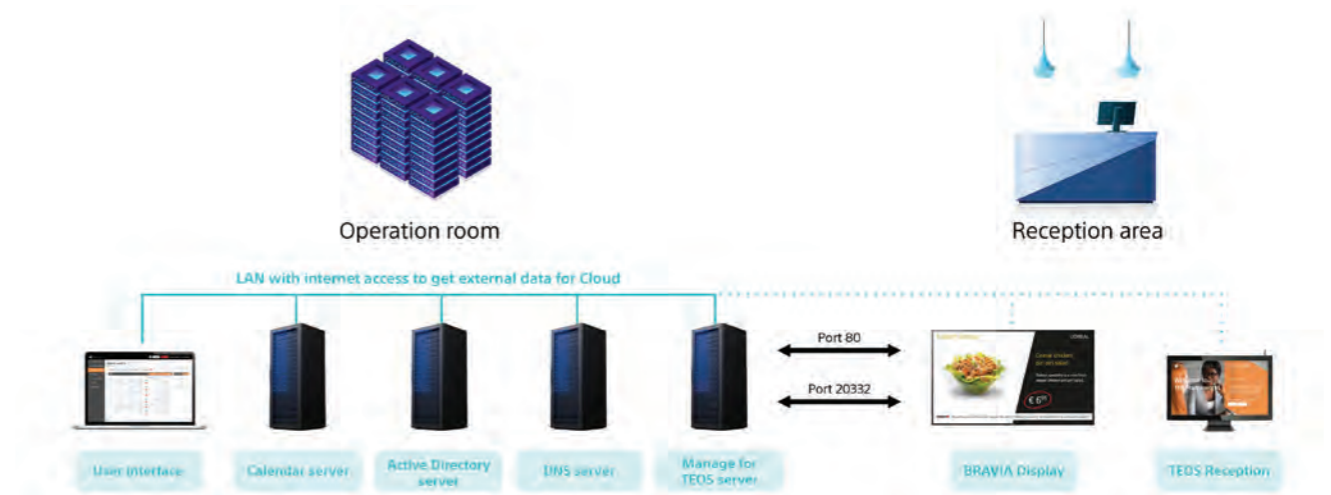 Operation room
Reception area
LAN with internet access to get external data for Cloud
Port 80
Port 20332
€ 6
User Interface
Calendar server
Active Directory
server
DNS server
Manage for
TEOS server
BRAVIA Display
TEOS Reception